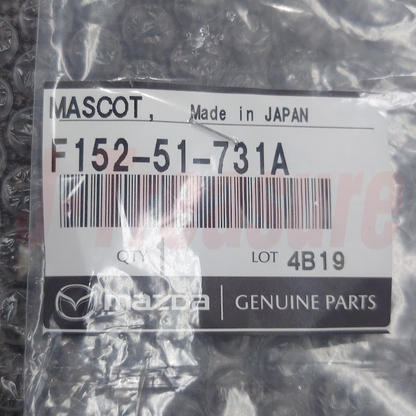 MASCOT, Made in JAPAN
F152-51-731A
QTY LOT 4B19
mazda GENUINE PARTS